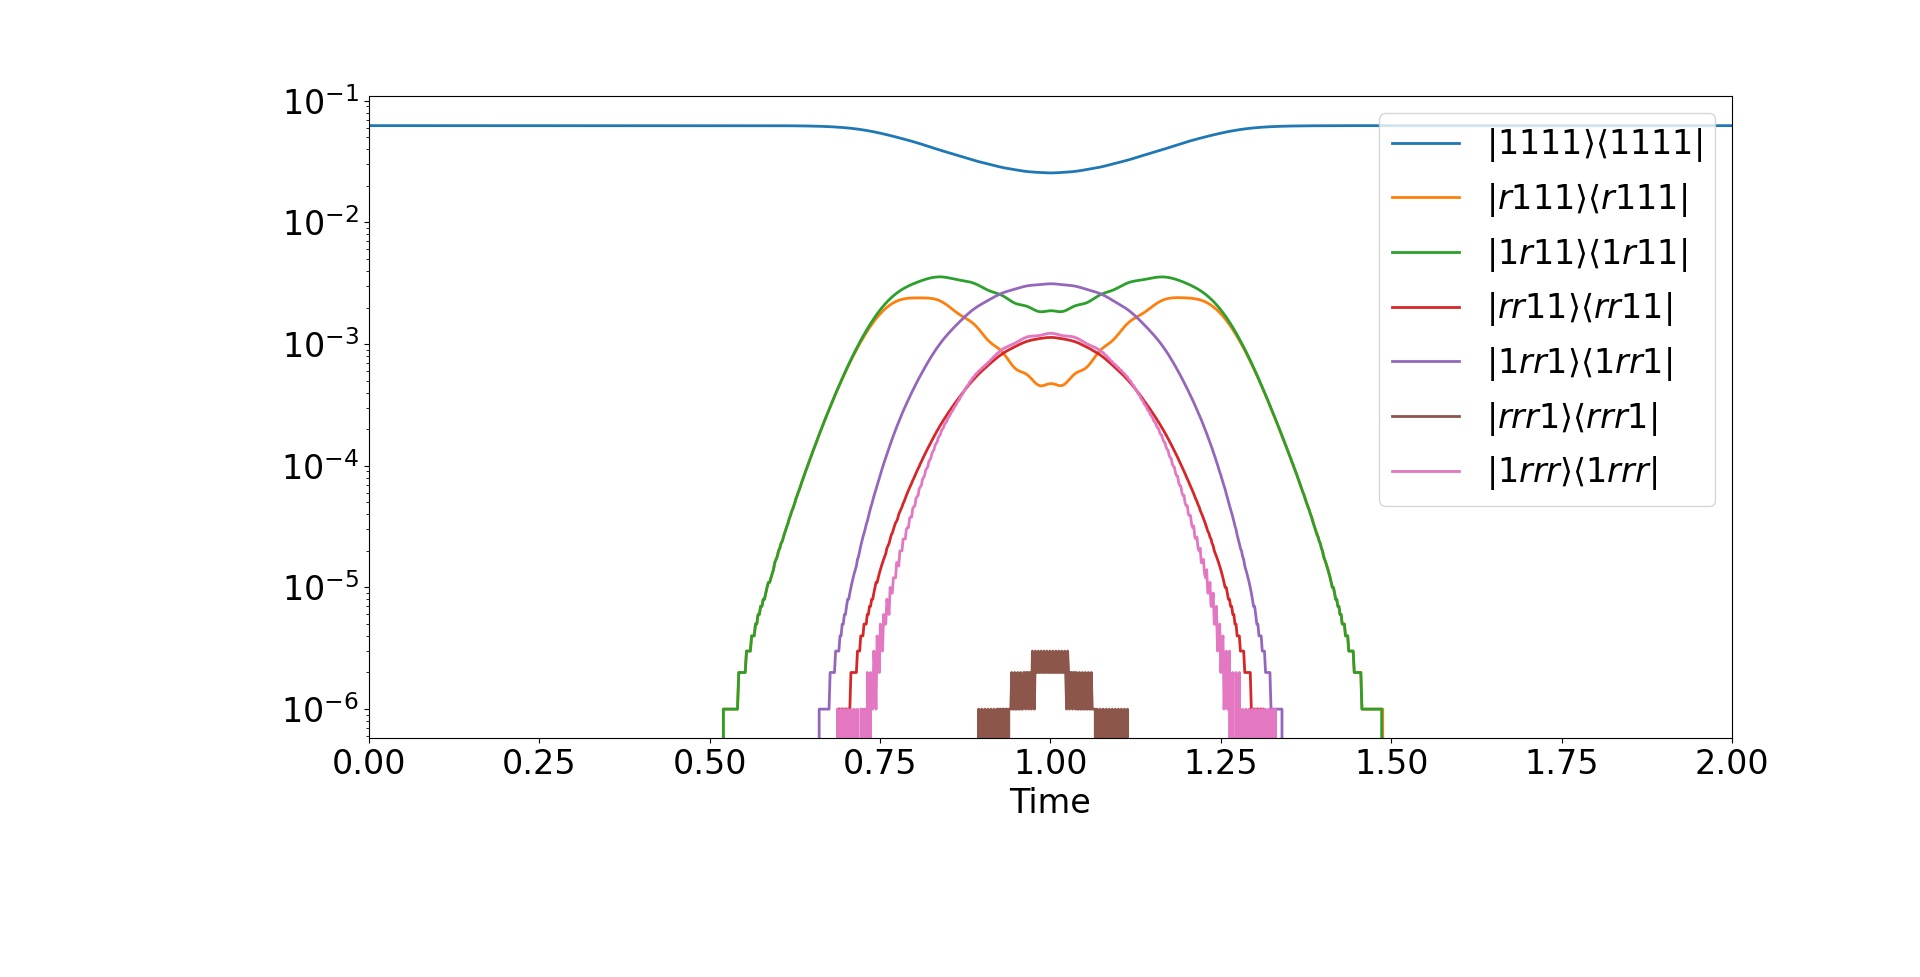 10⁻¹
10⁻²
10⁻³
10⁻⁴
10⁻⁵
10⁻⁶
|1111⟩⟨1111|
|r111⟩⟨r111|
|1r11⟩⟨1r11|
|rr11⟩⟨rr11|
|1rr1⟩⟨1rr1|
|rrr1⟩⟨rrr1|
|1rrr⟩⟨1rrr|
0.00 0.25 0.50 0.75 1.00 1.25 1.50 1.75 2.00
Time